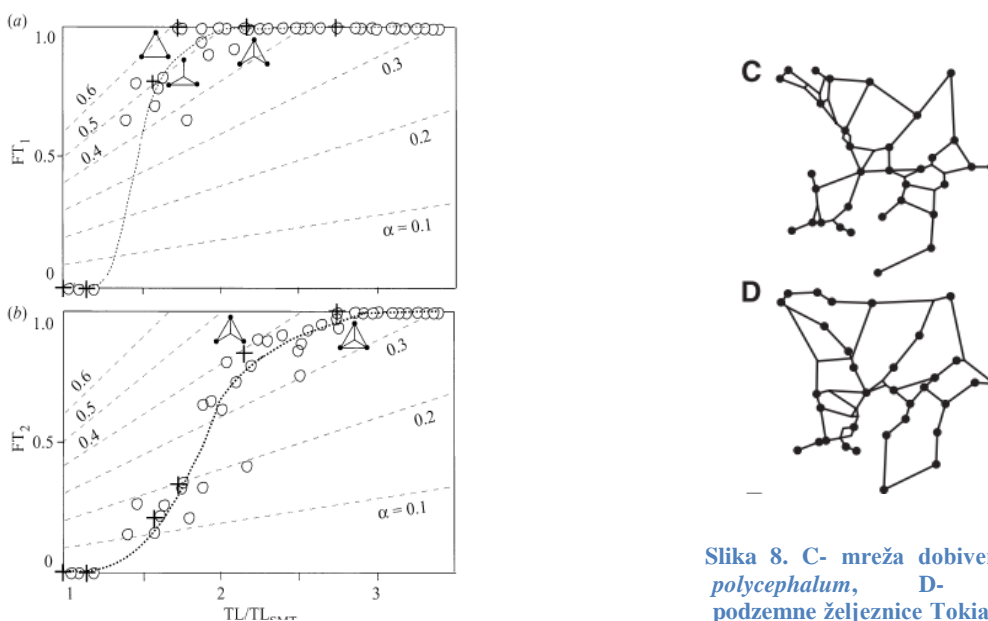 (a)
1.0
0.6
0.5
0.4
0.3
0.2
α = 0.1
FT1
0.5
0
(b)
1.0
0.6
0.5
0.4
0.3
0.2
α = 0.1
FT2
0.5
0
1
2
3
TL/TLSMT
C
D
Slika 8. C- mreža dobiven
polycephalum, D-
podzemne željeznice Tokia